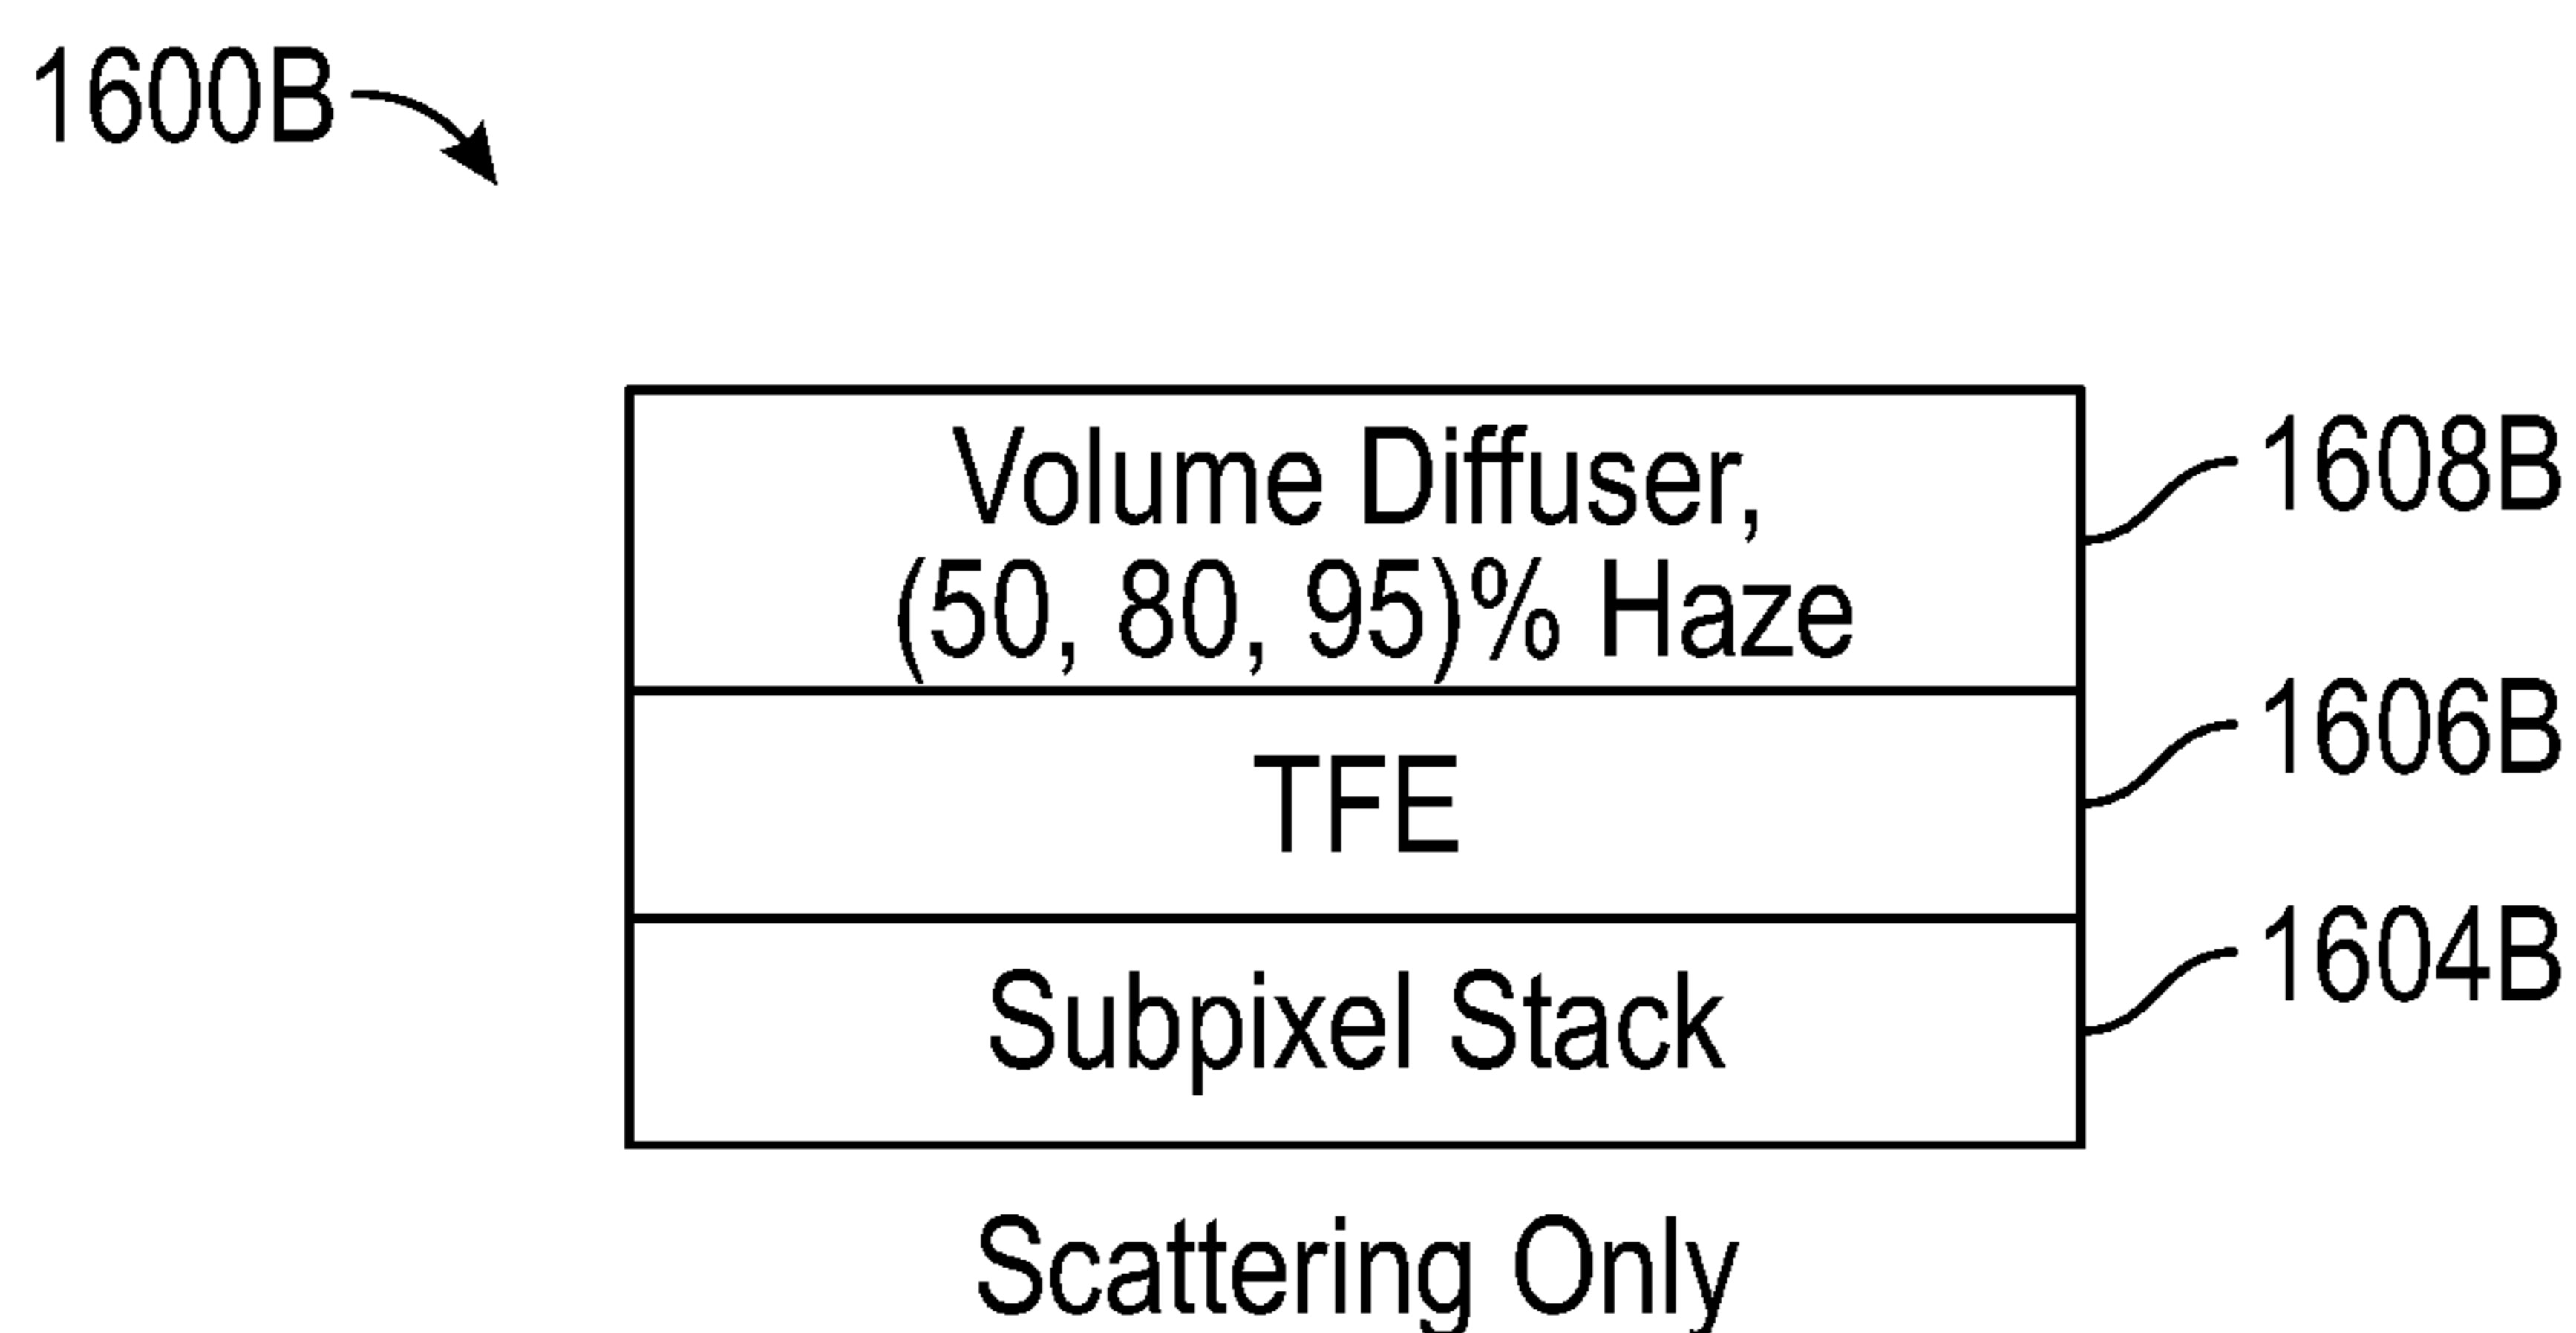 1600B
Volume Diffuser,
(50, 80, 95)% Haze
1608B
TFE
1606B
Subpixel Stack
1604B
Scattering Only